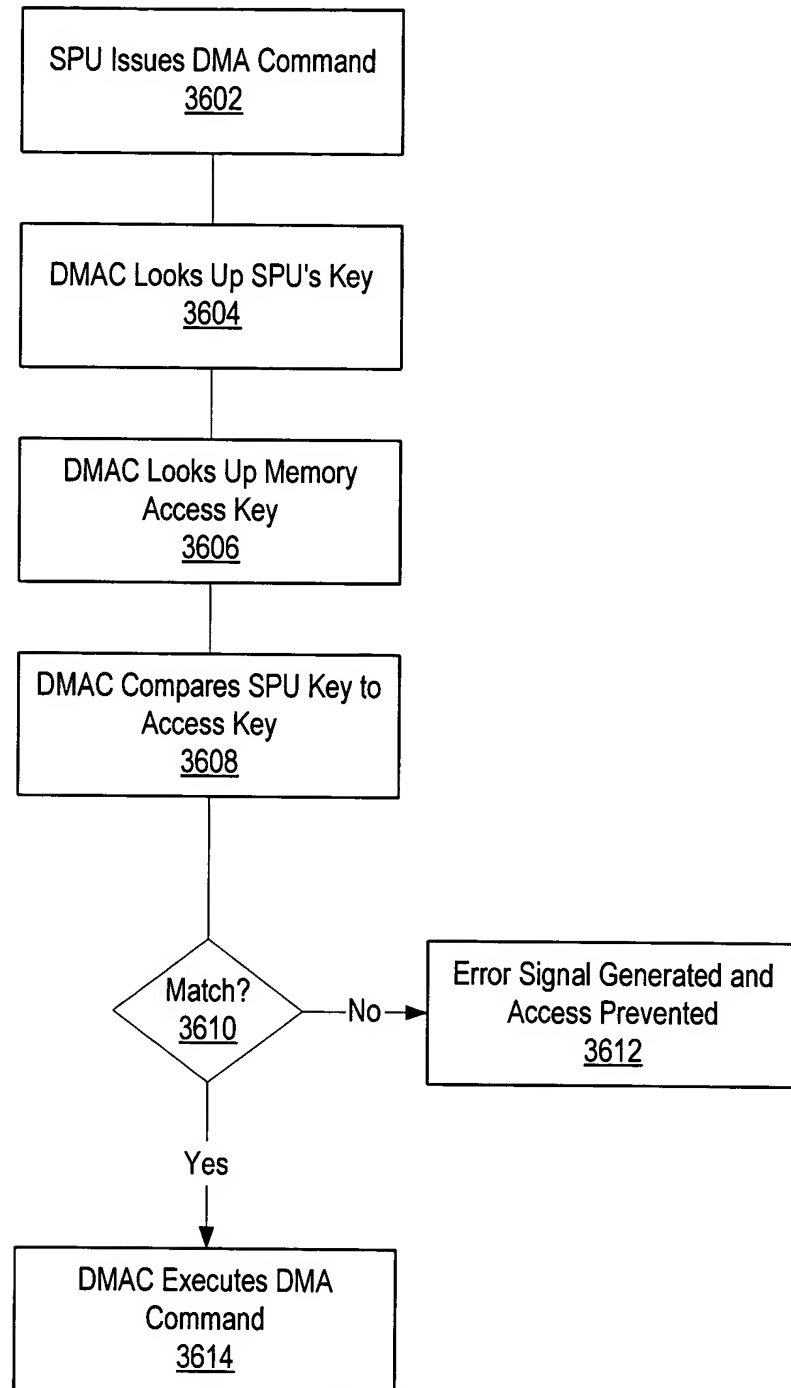 SPU Issues DMA Command
3602
DMAC Looks Up SPU's Key
3604
DMAC Looks Up Memory
Access Key
3606
DMAC Compares SPU Key to
Access Key
3608
Match?
3610
No
Error Signal Generated and
Access Prevented
3612
Yes
DMAC Executes DMA
Command
3614